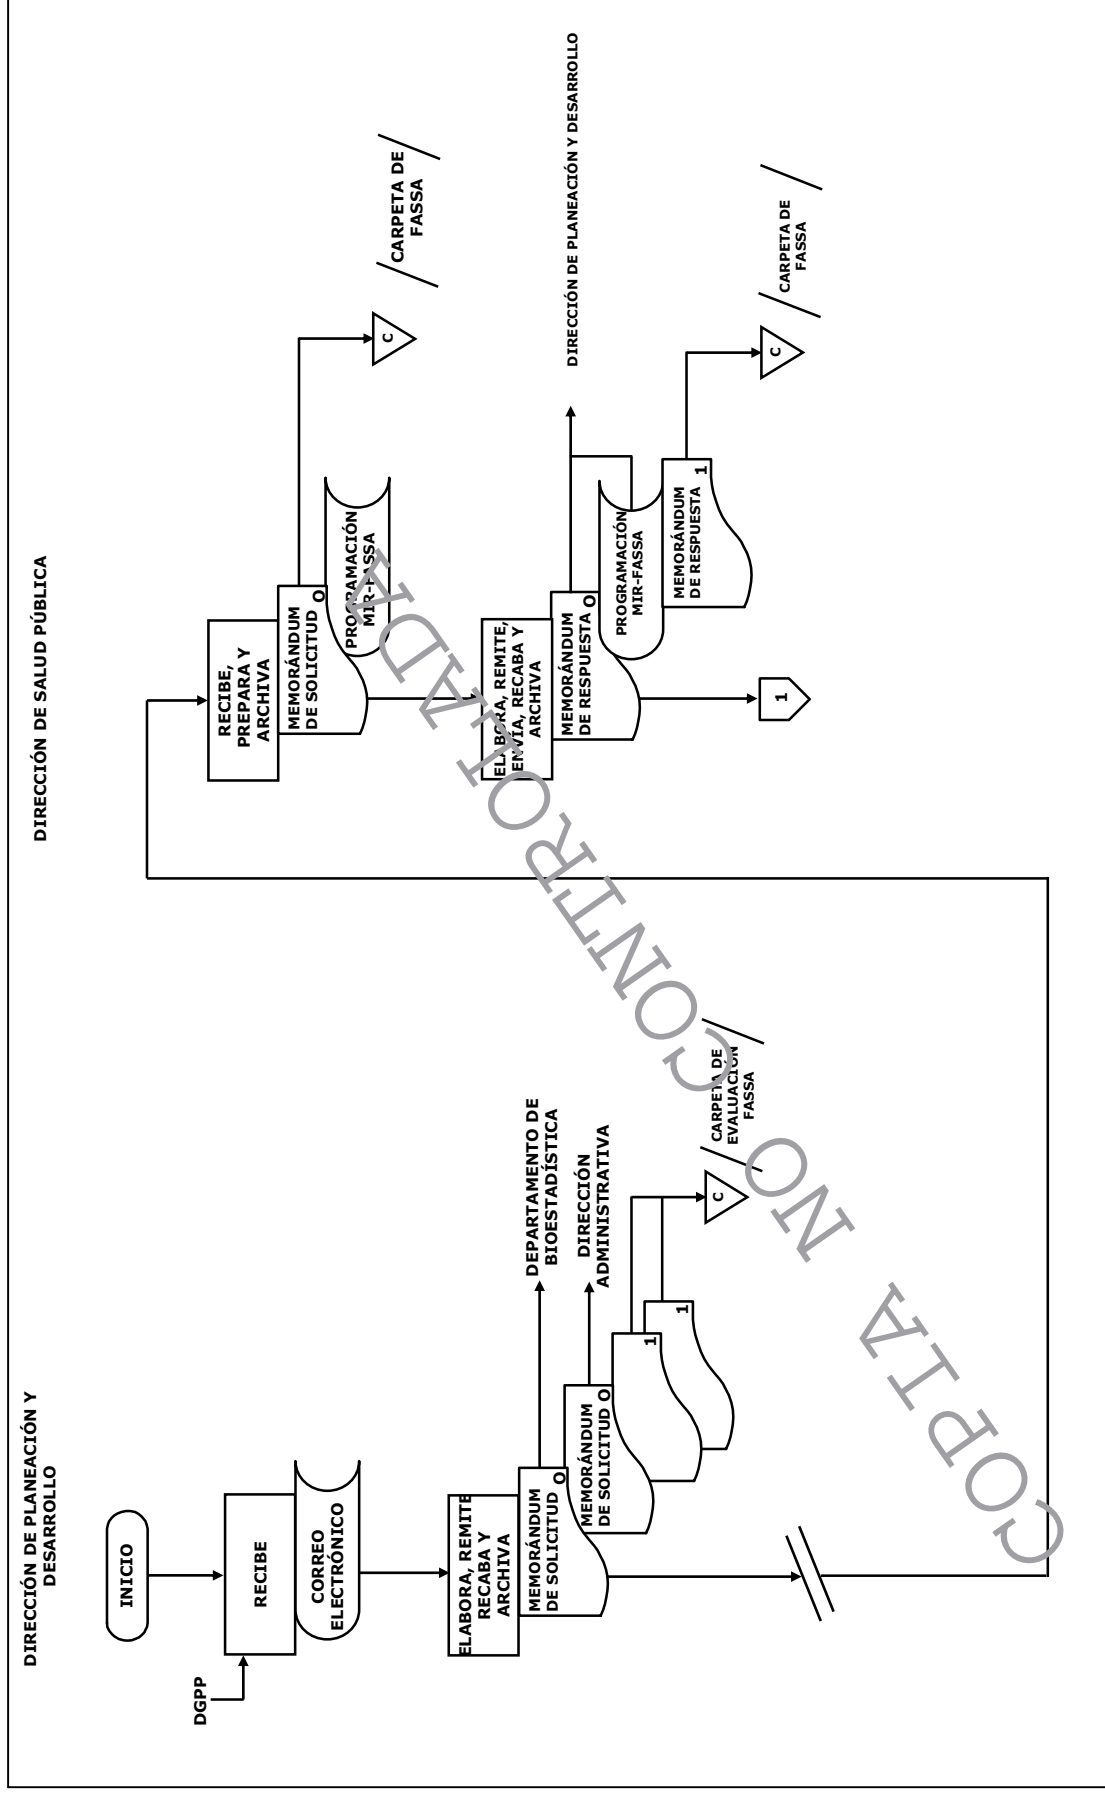 DIRECCIÓN DE PLANEACIÓN Y
DESARROLLO
DIRECCIÓN DE SALUD PÚBLICA
INICIO
DGPP
RECIBE
CORREO
ELECTRÓNICO
ELABORA, REMITE
RECABA Y
ARCHIVA
MEMORÁNDUM
DE SOLICITUD O
DEPARTAMENTO DE
BIOESTADÍSTICA
MEMORÁNDUM
DE SOLICITUD O
DIRECCIÓN
ADMINISTRATIVA
1
1
C
CARPETA DE
EVALUACIÓN
FASSA
RECIBE,
PREPARA Y
ARCHIVA
MEMORÁNDUM
DE SOLICITUD O
PROGRAMACIÓN
MIR-FASSA
C
CARPETA DE
FASSA
ELABORA, REMITE,
ENVÍA, RECABA Y
ARCHIVA
MEMORÁNDUM
DE RESPUESTA O
PROGRAMACIÓN
MIR-FASSA
DIRECCIÓN DE PLANEACIÓN Y DESARROLLO
MEMORÁNDUM
DE RESPUESTA 1
C
CARPETA DE
FASSA
1
COPIA NO CONTROLADA